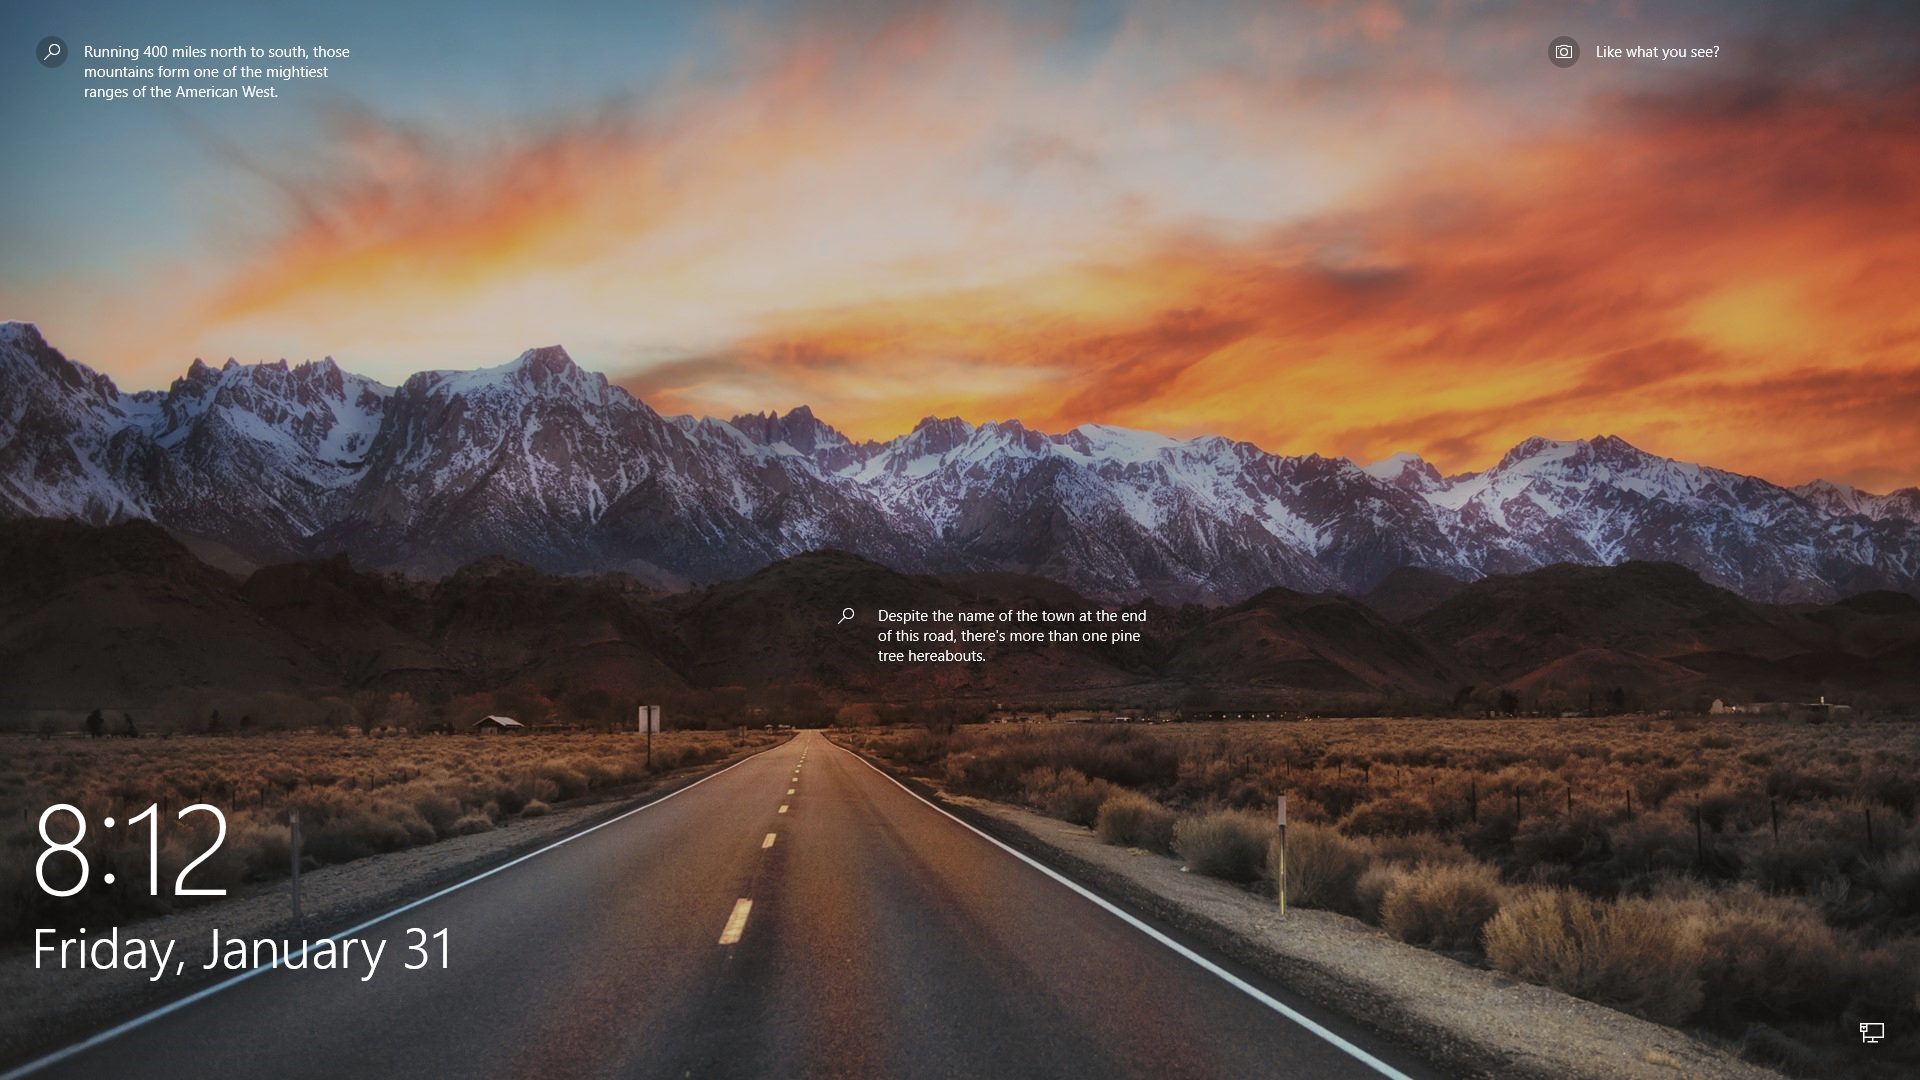 Running 400 miles north to south, those
mountains form one of the mightiest
ranges of the American West.
Like what you see?
Despite the name of the town at the end
of this road, there's more than one pine
tree hereabouts.
8:12
Friday, January 31